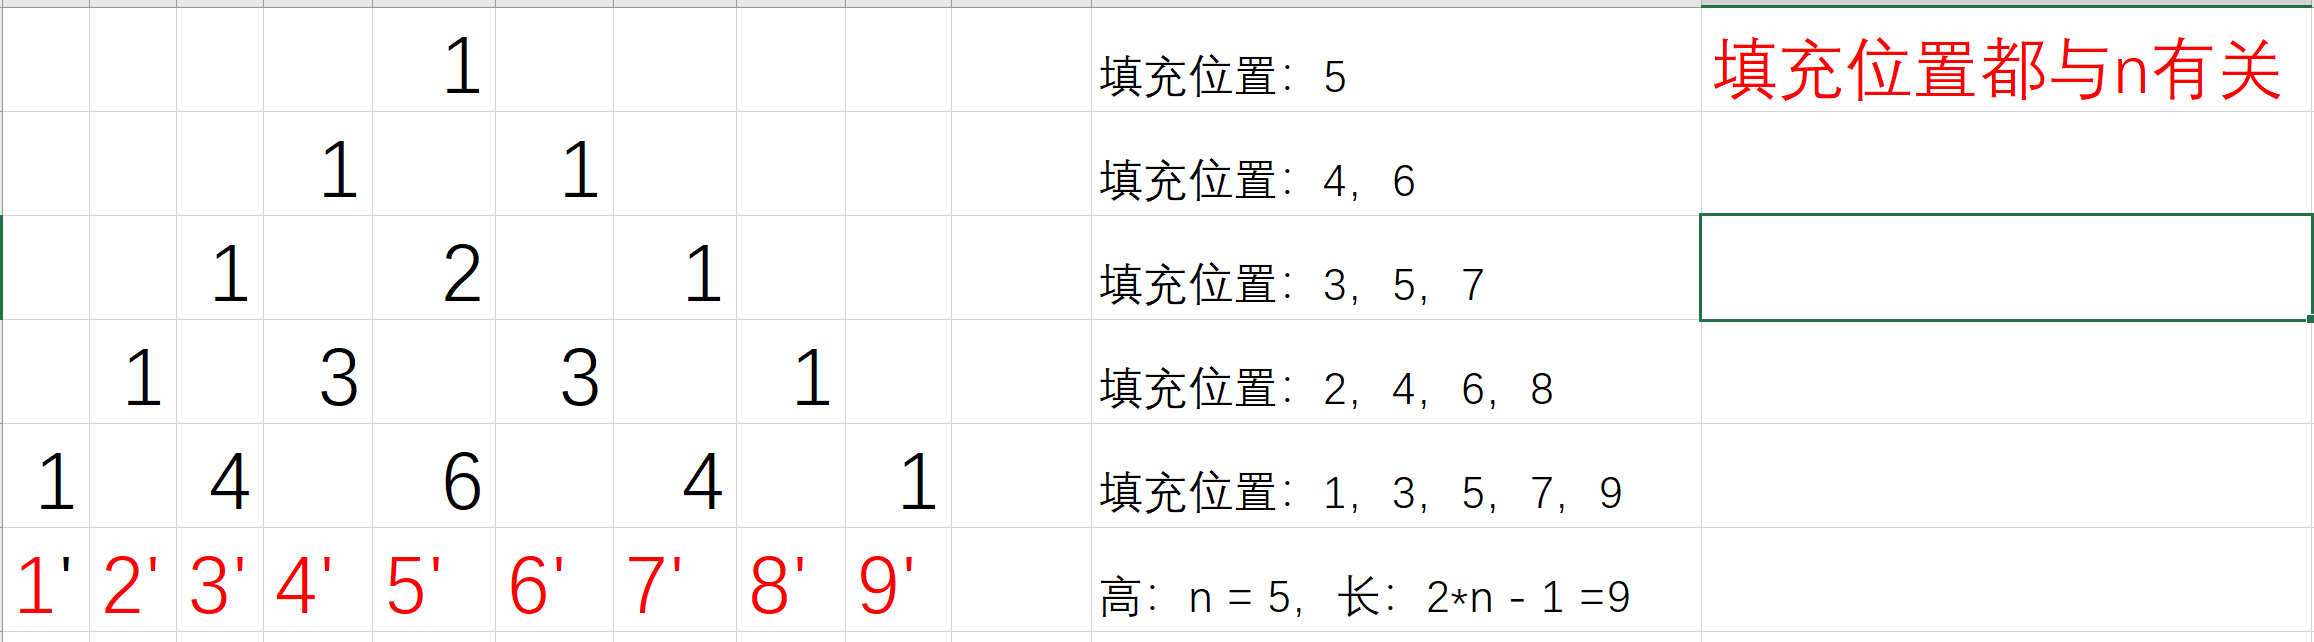 1 填充位置：5 填充位置都与n有关
1 1 填充位置：4，6
1 2 1 填充位置：3，5，7
1 3 3 1 填充位置：2，4，6，8
1 4 6 4 1 填充位置：1，3，5，7，9
1' 2' 3' 4' 5' 6' 7' 8' 9' 高：n = 5，长：2*n - 1 =9